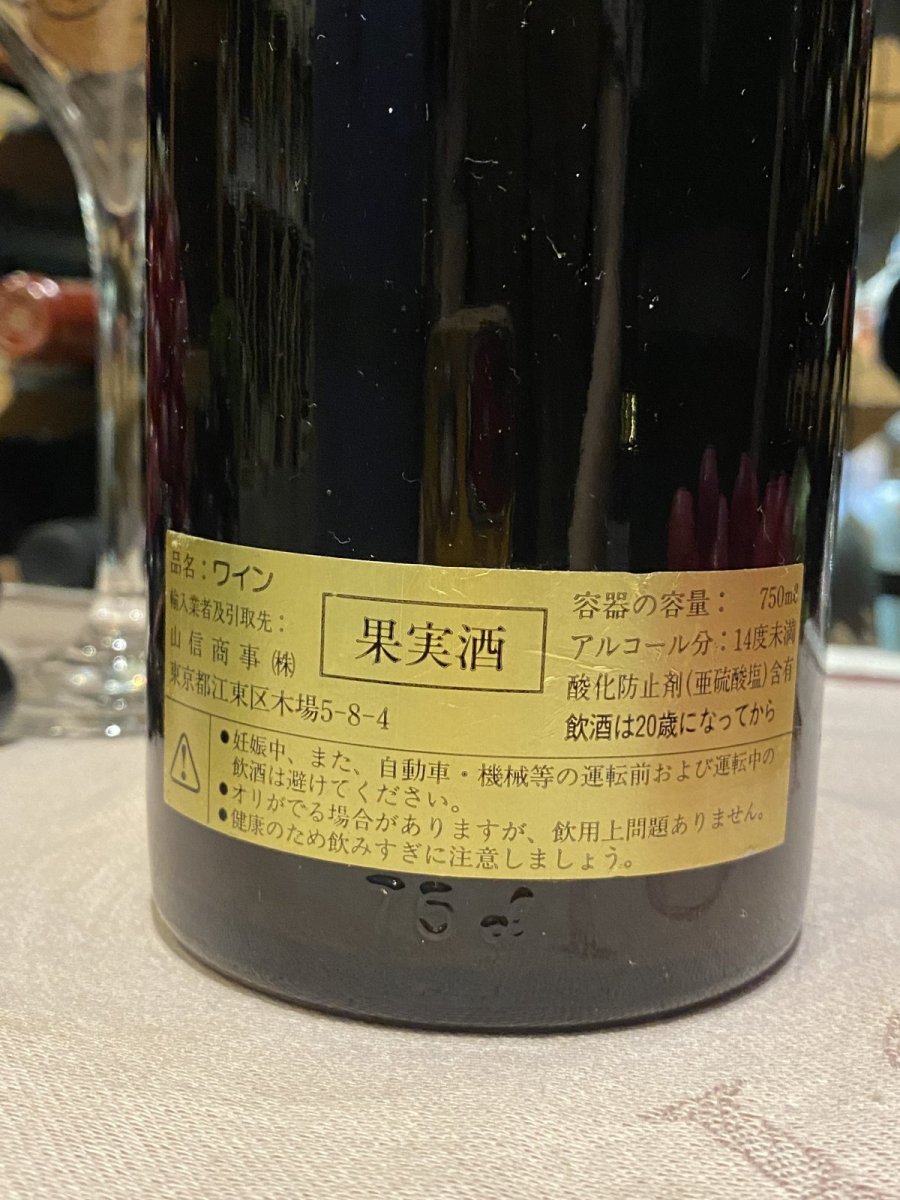 品名：ワイン
輸入業者及引取先：
山信商事㈱
東京都江東区木場5-8-4
果実酒
容器の容量： 750mℓ
アルコール分：14度未満
酸化防止剤(亜硫酸塩)含有
飲酒は20歳になってから
●妊娠中、また、自動車・機械等の運転前および運転中の
飲酒は避けてください。
●オリがでる場合がありますが、飲用上問題ありません。
●健康のため飲みすぎに注意しましょう。
75 cl